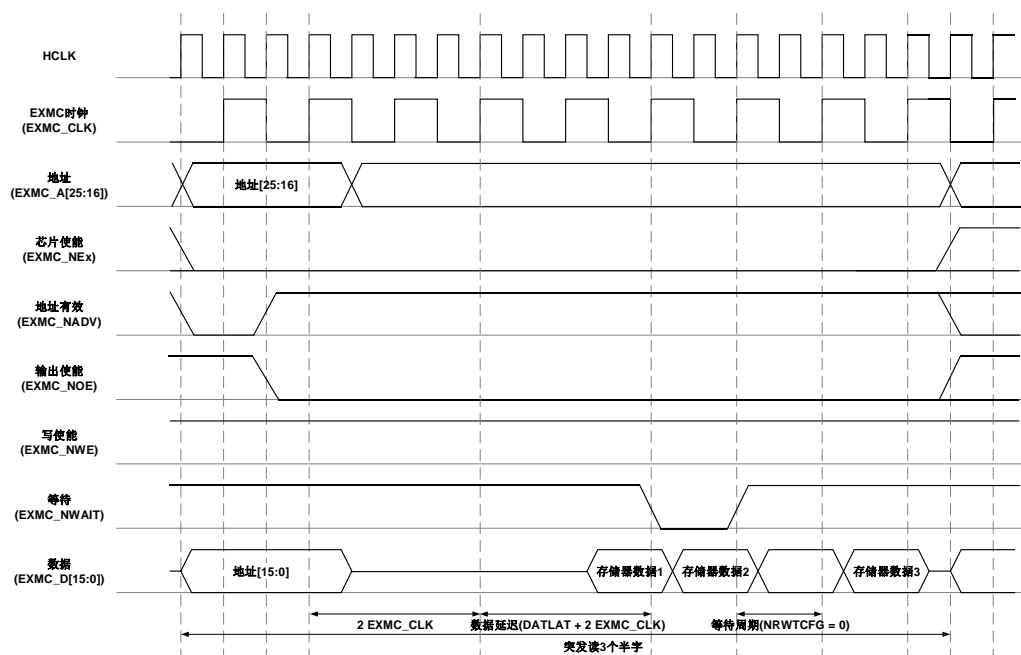 HCLK
EXMC时钟
(EXMC_CLK)
地址
(EXMC_A[25:16])
地址[25:16]
芯片使能
(EXMC_NEx)
地址有效
(EXMC_NADV)
输出使能
(EXMC_NOE)
写使能
(EXMC_NWE)
等待
(EXMC_NWAIT)
数据
(EXMC_D[15:0])
地址[15:0]
存储器数据1
存储器数据2
存储器数据3
2 EXMC_CLK
数据延迟(DATLAT + 2 EXMC_CLK)
等待周期(NRWTCFG = 0)
突发读3个半字